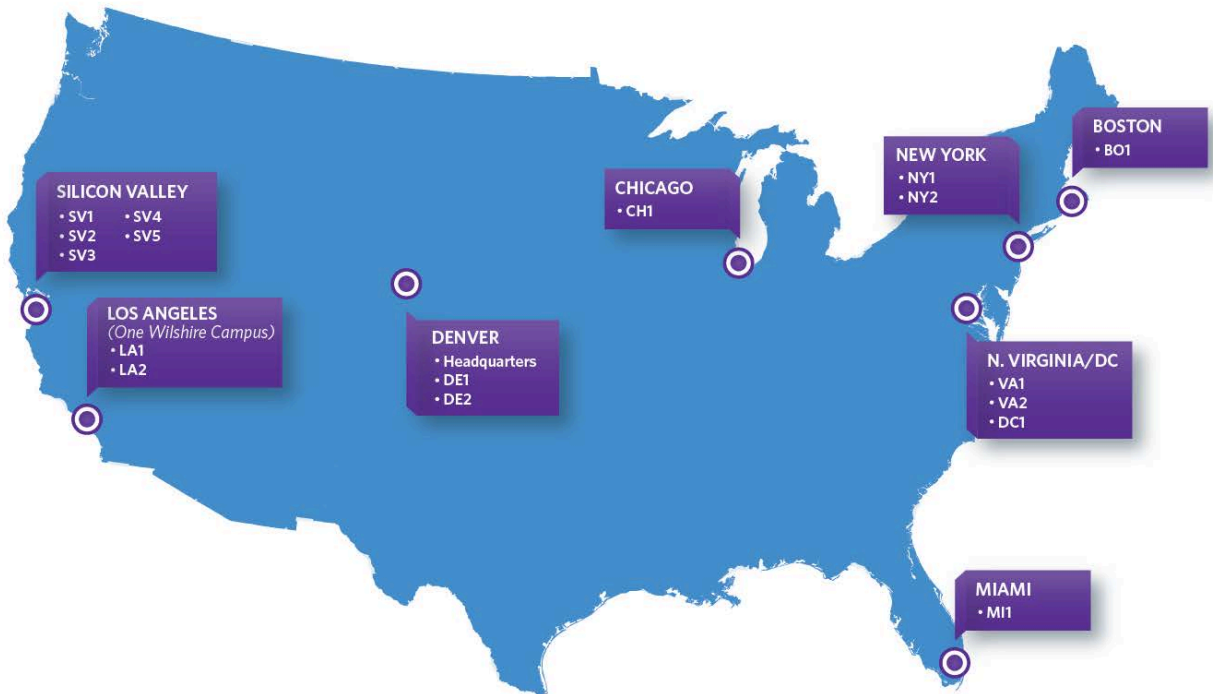 SILICON VALLEY
• SV1 • SV4
• SV2 • SV5
• SV3
LOS ANGELES
(One Wilshire Campus)
• LA1
• LA2
DENVER
• Headquarters
• DE1
• DE2
CHICAGO
• CH1
NEW YORK
• NY1
• NY2
BOSTON
• BO1
N. VIRGINIA/DC
• VA1
• VA2
• DC1
MIAMI
• MI1